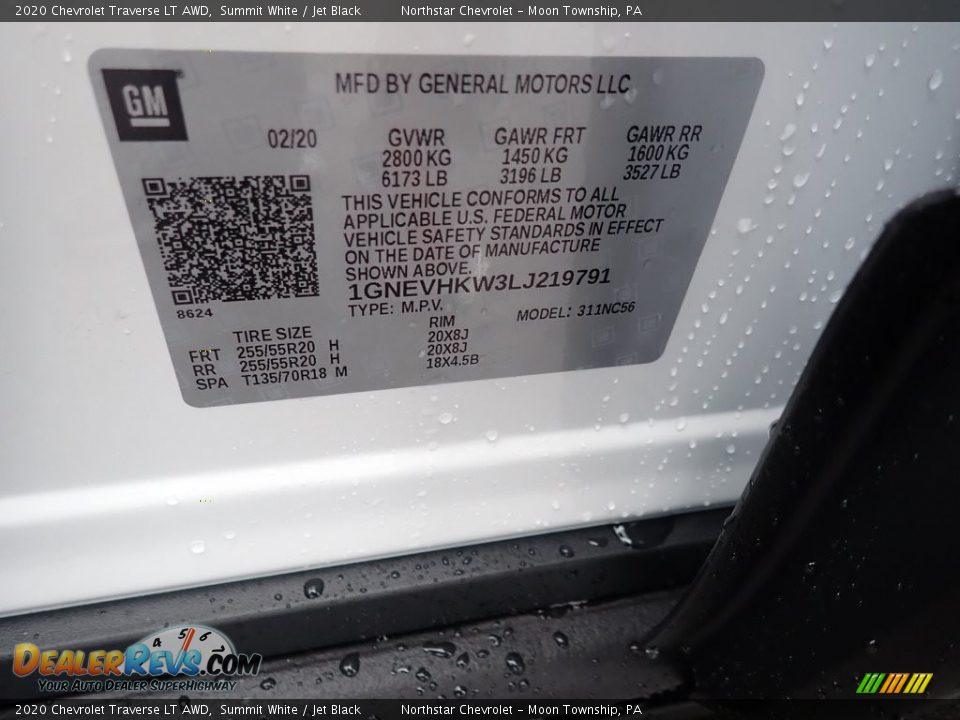 2020 Chevrolet Traverse LT AWD, Summit White / Jet Black Northstar Chevrolet - Moon Township, PA
GM
MFD BY GENERAL MOTORS LLC
02/20 GVWR GAWR FRT GAWR RR
2800 KG 1450 KG 1600 KG
6173 LB 3196 LB 3527 LB
THIS VEHICLE CONFORMS TO ALL
APPLICABLE U.S. FEDERAL MOTOR
VEHICLE SAFETY STANDARDS IN EFFECT
ON THE DATE OF MANUFACTURE
SHOWN ABOVE.
1GNEVHKW3LJ219791
8624
TYPE: M.P.V. MODEL: 311NC56
TIRE SIZE RIM
FRT 255/55R20 H 20X8J
RR 255/55R20 H 20X8J
SPA T135/70R18 M 18X4.5B
4 5 6
DealerRevs.com
Your Auto Dealer SuperHighway
2020 Chevrolet Traverse LT AWD, Summit White / Jet Black Northstar Chevrolet - Moon Township, PA